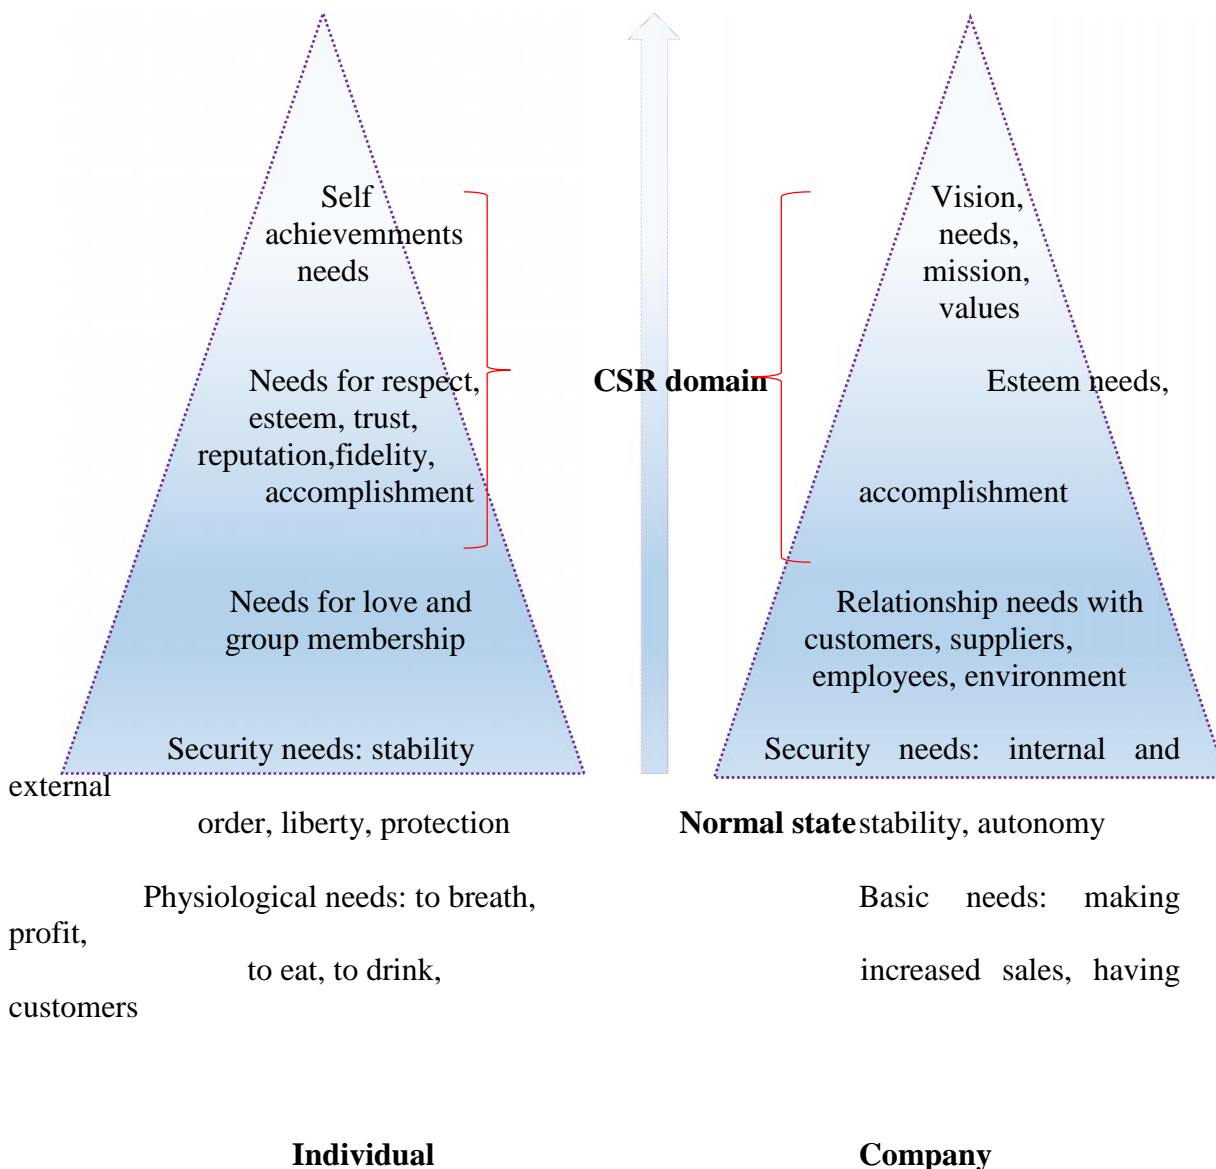 Self
achievemments
needs
Vision,
needs,
mission,
values
Needs for respect,
esteem, trust,
reputation,fidelity,
accomplishment
CSR domain
Esteem needs,
accomplishment
Needs for love and
group membership
Relationship needs with
customers, suppliers,
employees, environment
Security needs: stability Security needs: internal and
external
order, liberty, protection Normal state stability, autonomy
Physiological needs: to breath, Basic needs: making
profit,
to eat, to drink, increased sales, having
customers
Individual Company